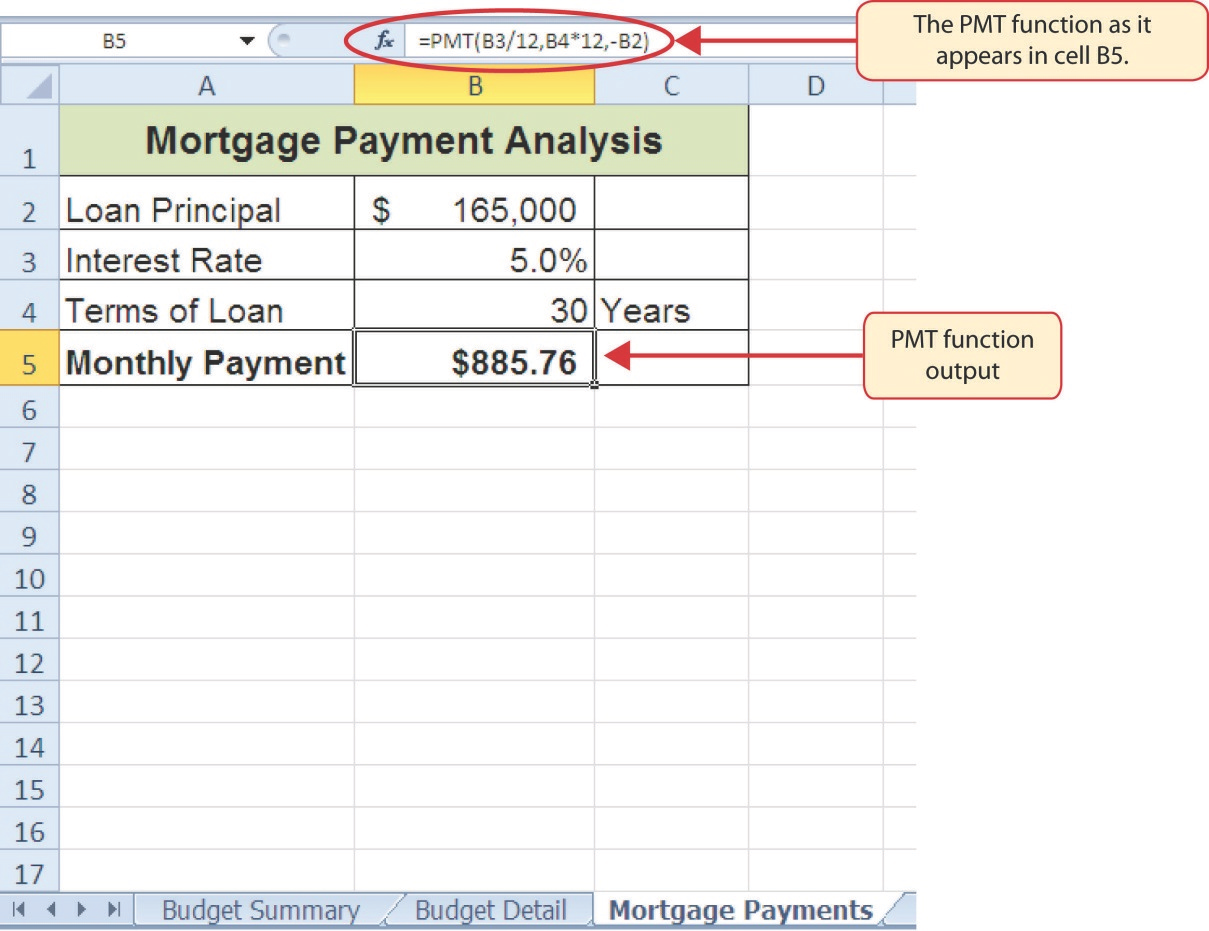 The PMT function as it
appears in cell B5.
B5 fx =PMT(B3/12,B4*12,-B2)
A B C D
1 Mortgage Payment Analysis
2 Loan Principal $ 165,000
3 Interest Rate 5.0%
4 Terms of Loan 30 Years
5 Monthly Payment $885.76
PMT function
output
6
7
8
9
10
11
12
13
14
15
16
17
Budget Summary Budget Detail Mortgage Payments